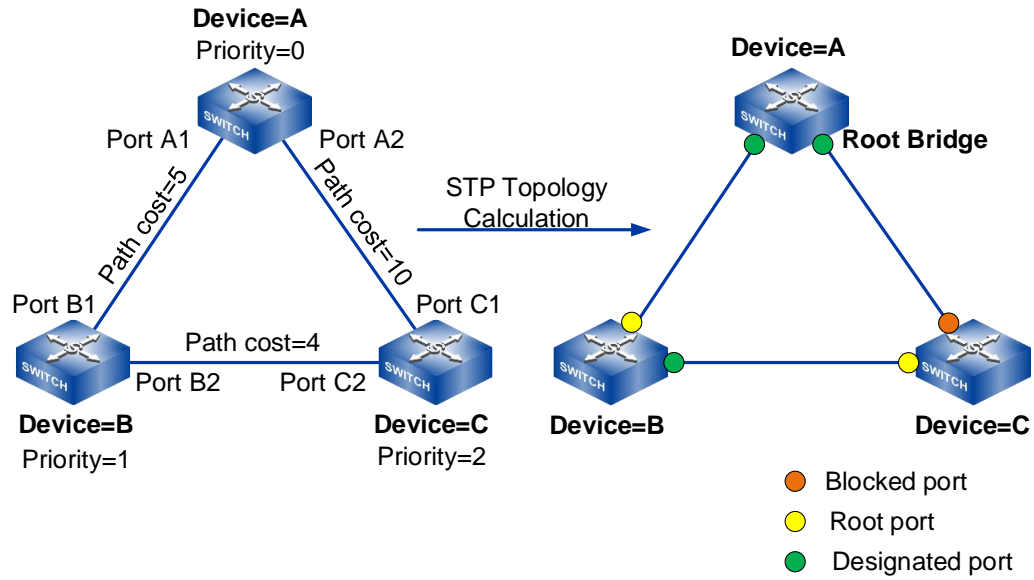 Device=A
Priority=0
SWITCH
Port A1
Port A2
Path cost=5
Path cost=10
Port B1
Port C1
Path cost=4
SWITCH
SWITCH
Port B2
Port C2
Device=B
Priority=1
Device=C
Priority=2
STP Topology
Calculation
Device=A
SWITCH
Root Bridge
SWITCH
SWITCH
Device=B
Device=C
Blocked port
Root port
Designated port